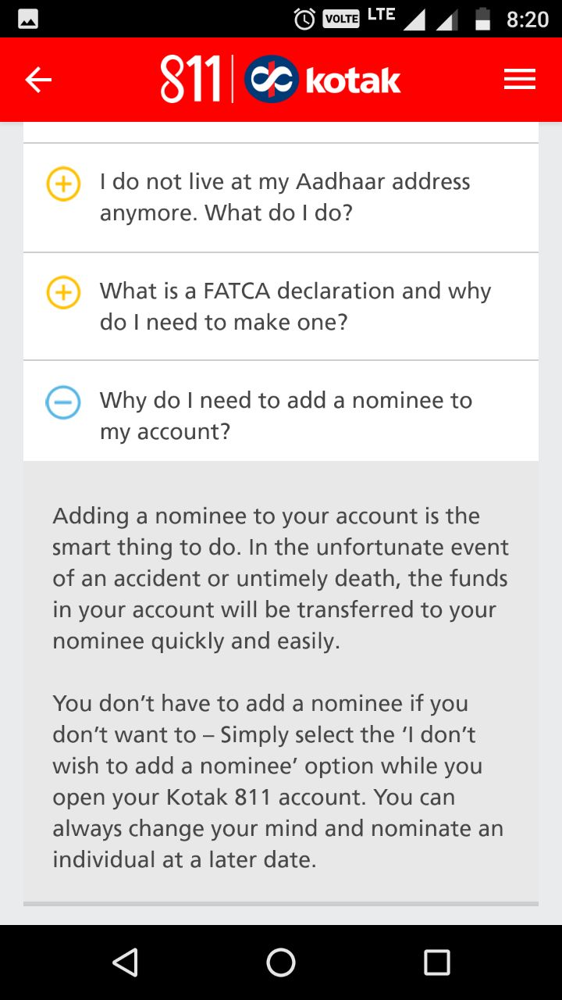 VOLTE LTE 8:20
811 kotak
I do not live at my Aadhaar address
anymore. What do I do?
What is a FATCA declaration and why
do I need to make one?
Why do I need to add a nominee to
my account?
Adding a nominee to your account is the
smart thing to do. In the unfortunate event
of an accident or untimely death, the funds
in your account will be transferred to your
nominee quickly and easily.
You don’t have to add a nominee if you
don’t want to – Simply select the ‘I don’t
wish to add a nominee’ option while you
open your Kotak 811 account. You can
always change your mind and nominate an
individual at a later date.